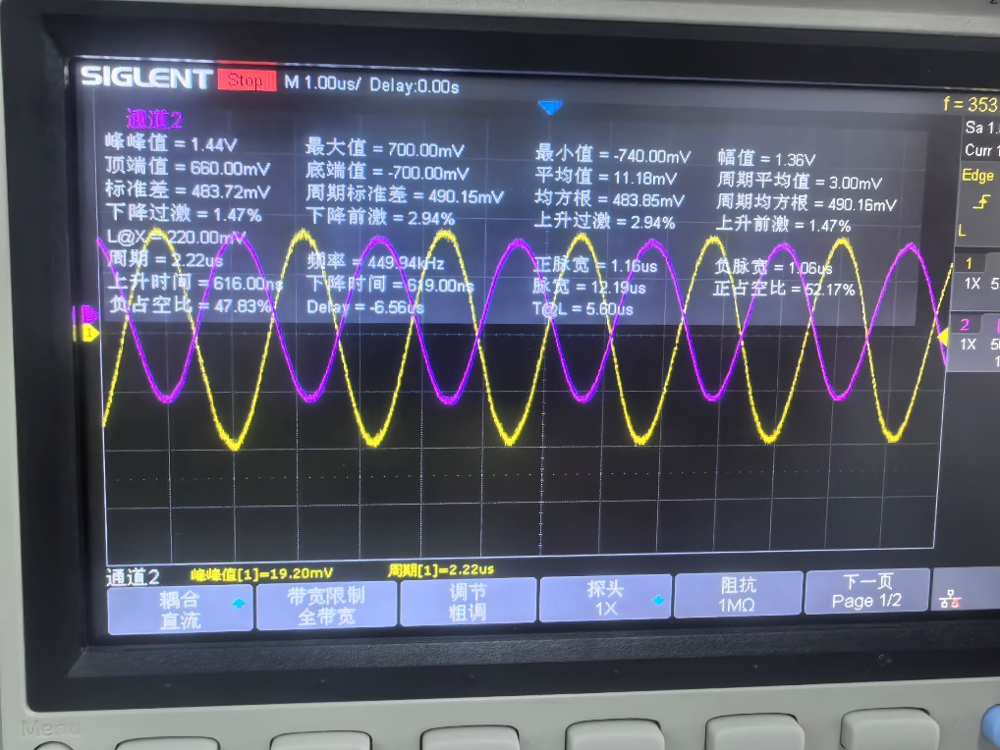 SIGLENT Stop M 1.00us/ Delay:0.00s
f = 353
Sa 1.
Curr 1
Edge
L
通道2
峰峰值 = 1.44V 最大值 = 700.00mV 最小值 = -740.00mV 幅值 = 1.36V
顶端值 = 660.00mV 底端值 = -700.00mV 平均值 = 11.18mV 周期平均值 = 3.00mV
标准差 = 483.72mV 周期标准差 = 490.15mV 均方根 = 483.85mV 周期均方根 = 490.16mV
下降过激 = 1.47% 下降前激 = 2.94% 上升过激 = 2.94% 上升前激 = 1.47%
L@X = 220.00mV
周期 = 2.22us 频率 = 449.94kHz 正脉宽 = 1.16us 负脉宽 = 1.06us
上升时间 = 616.00ns 下降时间 = 619.00ns 脉宽 = 12.19us 正占空比 = 52.17%
负占空比 = 47.83% Delay = -6.56us T@L = 5.60us
1
1X 5
2
1X 50
1
2
1
通道2 峰峰值[1]=19.20mV 周期[1]=2.22us
耦合 带宽限制 调节 探头 阻抗 下一页
直流 全带宽 粗调 1X 1MΩ Page 1/2
Menu